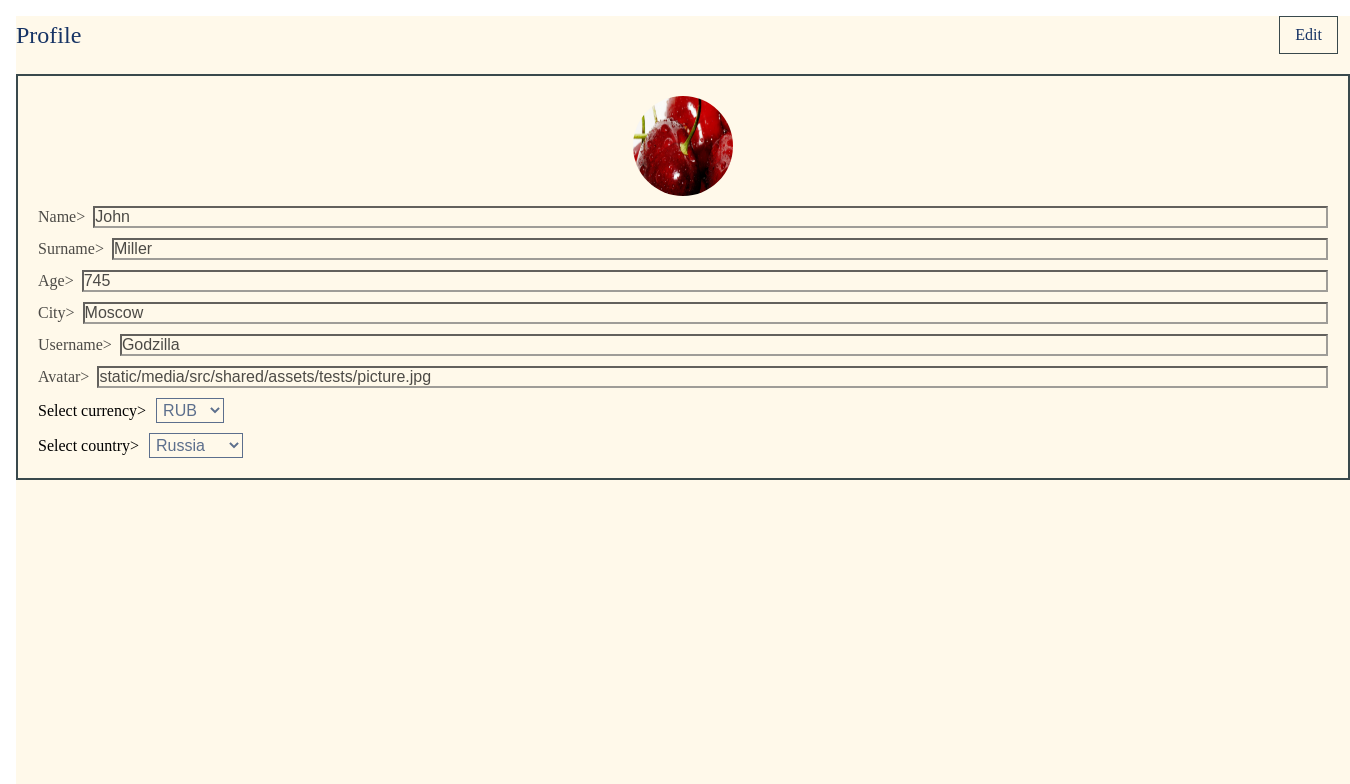 Profile
Edit
Name> John
Surname> Miller
Age> 745
City> Moscow
Username> Godzilla
Avatar> static/media/src/shared/assets/tests/picture.jpg
Select currency> RUB
Select country> Russia